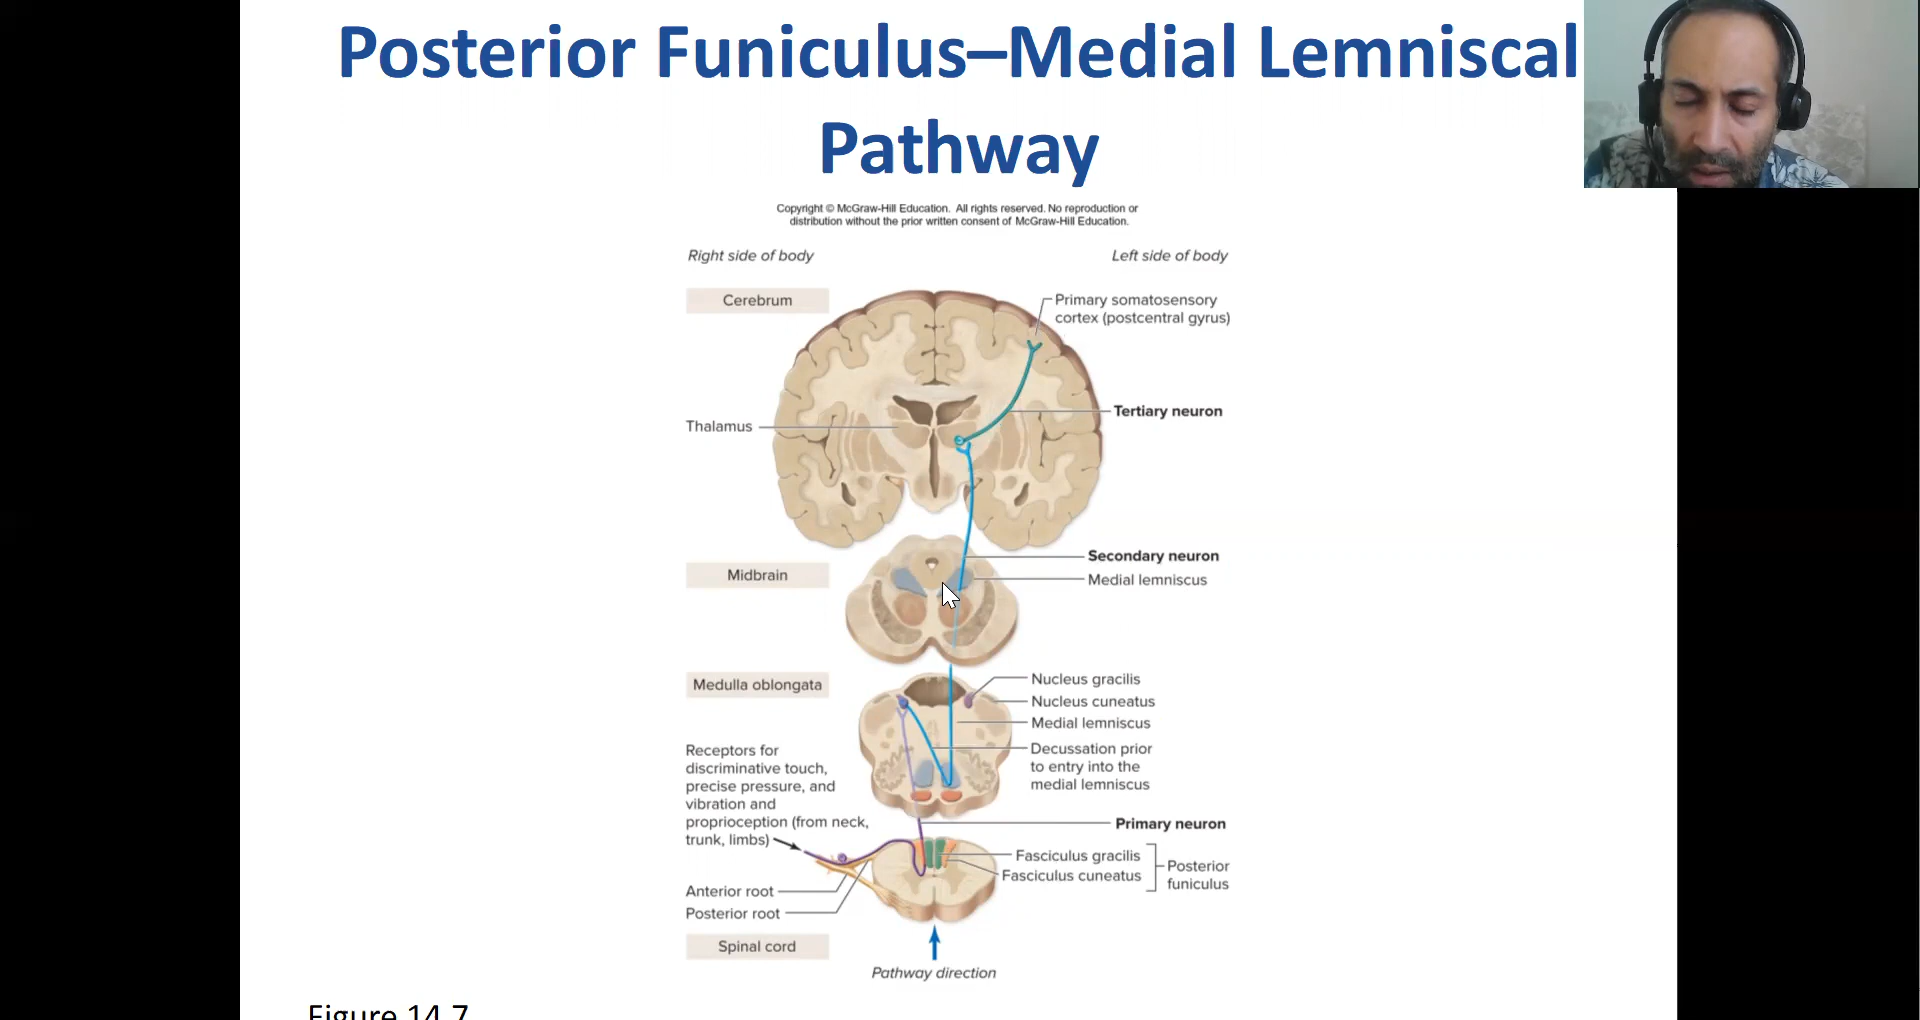 Posterior Funiculus–Medial Lemniscal
Pathway
Copyright © McGraw-Hill Education. All rights reserved. No reproduction or
distribution without the prior written consent of McGraw-Hill Education.
Right side of body
Left side of body
Cerebrum
Primary somatosensory
cortex (postcentral gyrus)
Tertiary neuron
Thalamus
Secondary neuron
Midbrain
Medial lemniscus
Medulla oblongata
Nucleus gracilis
Nucleus cuneatus
Medial lemniscus
Decussation prior
to entry into the
medial lemniscus
Receptors for
discriminative touch,
precise pressure, and
vibration and
proprioception (from neck,
trunk, limbs)
Primary neuron
Fasciculus gracilis
Fasciculus cuneatus
Posterior
funiculus
Anterior root
Posterior root
Spinal cord
Pathway direction
Figure 14.7